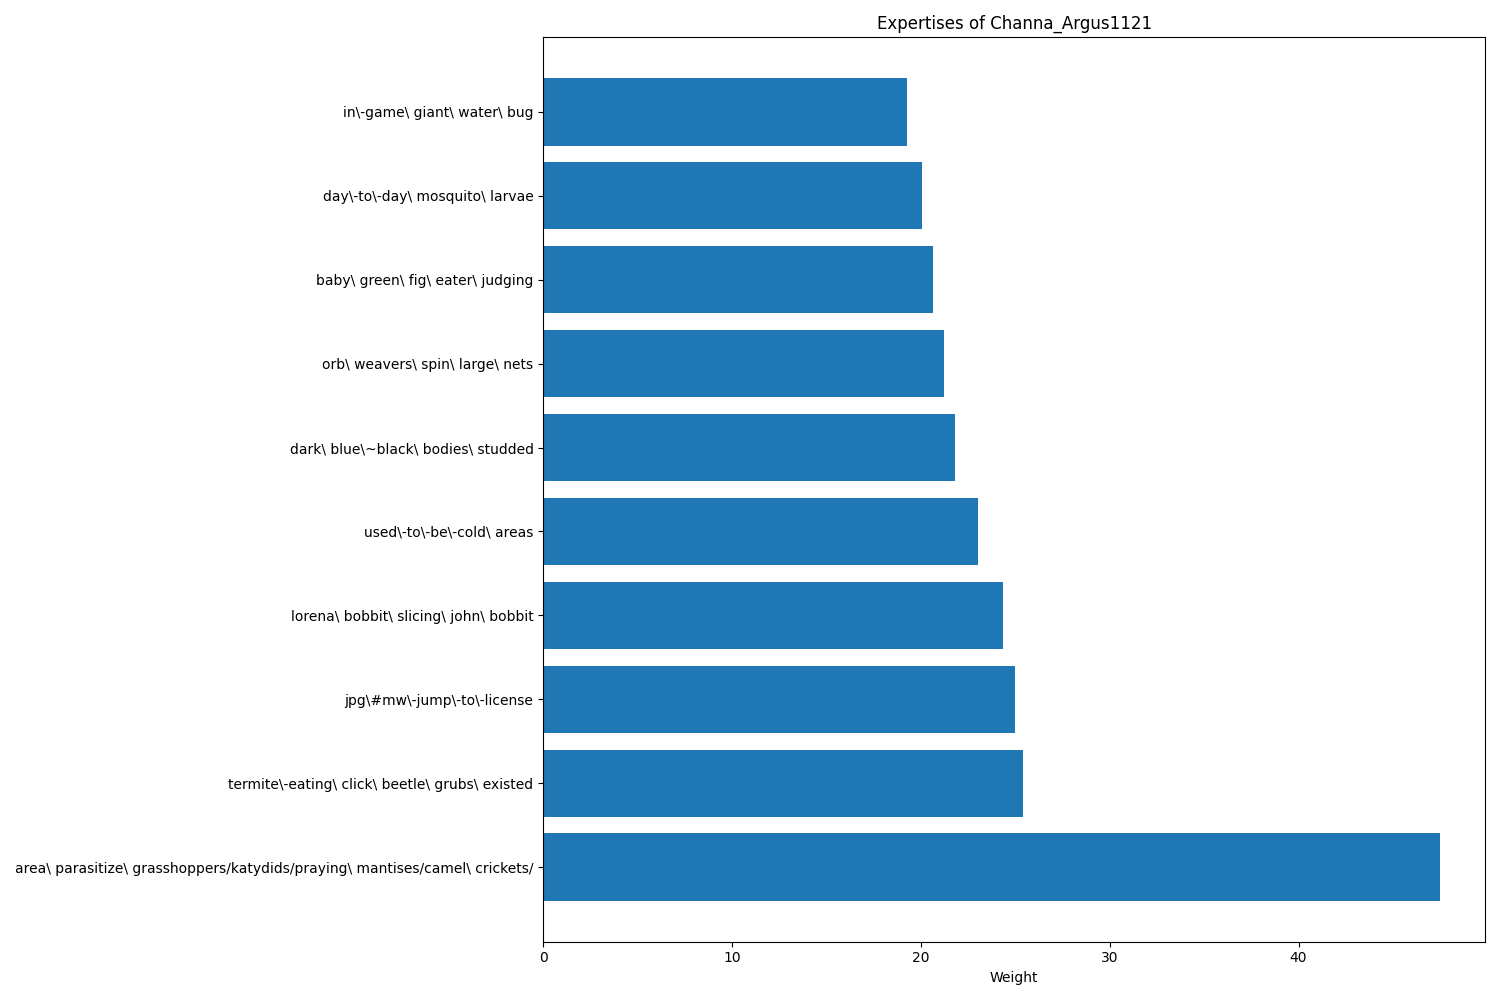 Expertises of Channa_Argus1121
in\-game\ giant\ water\ bug
day\-to\-day\ mosquito\ larvae
baby\ green\ fig\ eater\ judging
orb\ weavers\ spin\ large\ nets
dark\ blue\~black\ bodies\ studded
used\-to\-be\-cold\ areas
lorena\ bobbit\ slicing\ john\ bobbit
jpg\#mw\-jump\-to\-license
termite\-eating\ click\ beetle\ grubs\ existed
area\ parasitize\ grasshoppers/katydids/praying\ mantises/camel\ crickets/
0 10 20 30 40
Weight